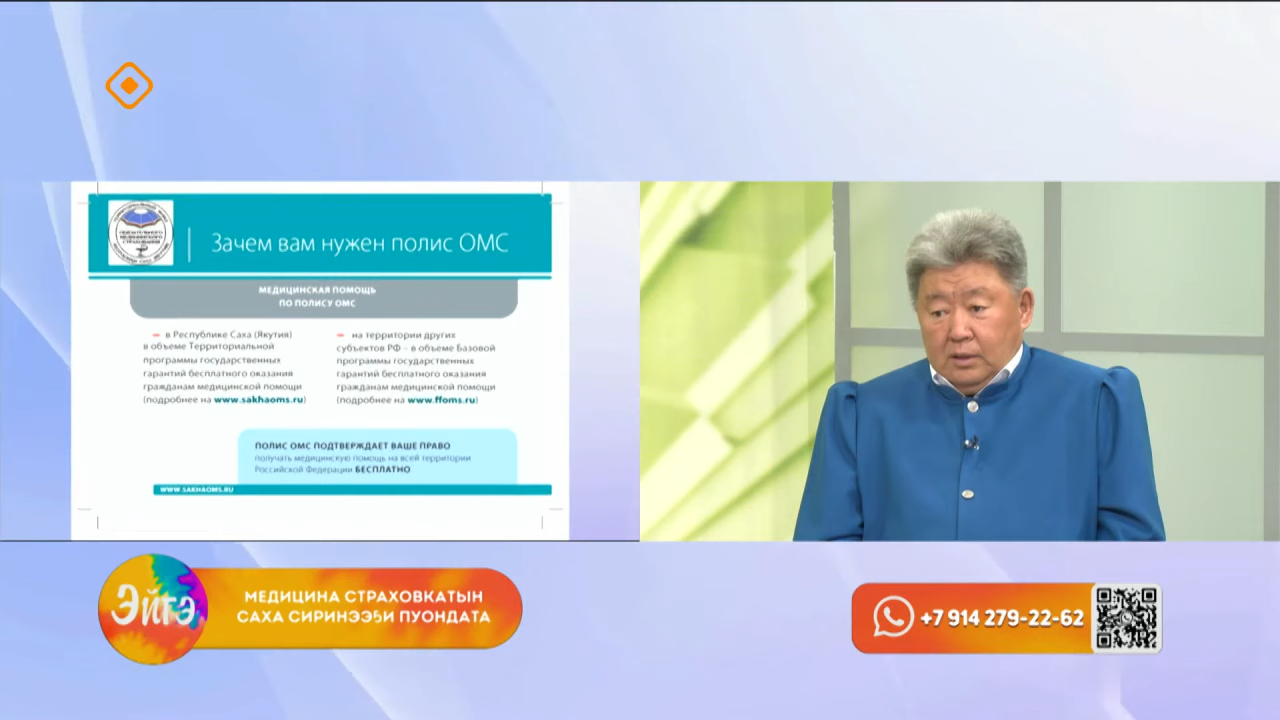 Зачем вам нужен полис ОМС
МЕДИЦИНСКАЯ ПОМОЩЬ
ПО ПОЛИСУ ОМС
в Республике Саха (Якутия)
в объеме Территориальной
программы государственных
гарантий бесплатного оказания
гражданам медицинской помощи
(подробнее на www.sakhaoms.ru)
на территории других
субъектов РФ – в объеме Базовой
программы государственных
гарантий бесплатного оказания
гражданам медицинской помощи
(подробнее на www.ffoms.ru)
ПОЛИС ОМС ПОДТВЕРЖДАЕТ ВАШЕ ПРАВО
получать медицинскую помощь на всей территории
Российской Федерации БЕСПЛАТНО
WWW.SAKHAOMS.RU
Эйгэ
МЕДИЦИНА СТРАХОВКАТЫН
САХА СИРИНЭЭҔИ ПУОНДАТА
+7 914 279-22-62